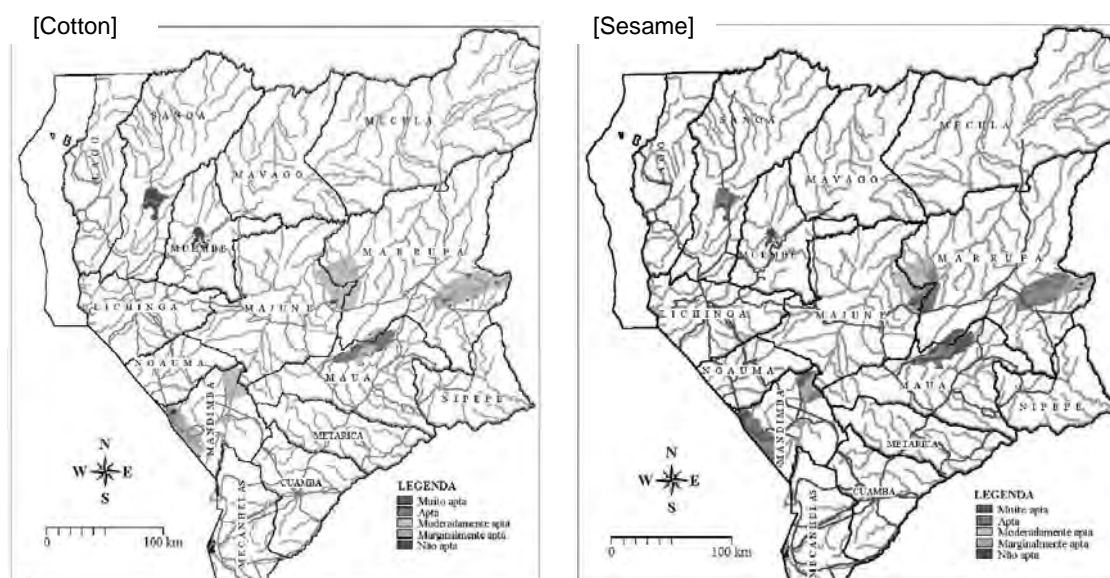 [Cotton]
SANGA
LAGO
MECULA
MAVAGO
MUEMBE
MARRUPA
LICHINGA
MAJUNE
NGAUMA
MAUA
NIPEPE
MANDIMBA
METARICA
CUAMBA
MECANHELAS
N
W E
S
0 100 km
LEGENDA
Muito apta
Apta
Moderadamente apta
Marginalmente apta
Não apta
[Sesame]
SANGA
LAGO
MECULA
MAVAGO
MUEMBE
MARRUPA
LICHINGA
MAJUNE
NGAUMA
MAUA
NIPEPE
MANDIMBA
METARICA
CUAMBA
MECANHELAS
N
W E
S
0 100 km
LEGENDA
Muito apta
Apta
Moderadamente apta
Marginalmente apta
Não apta